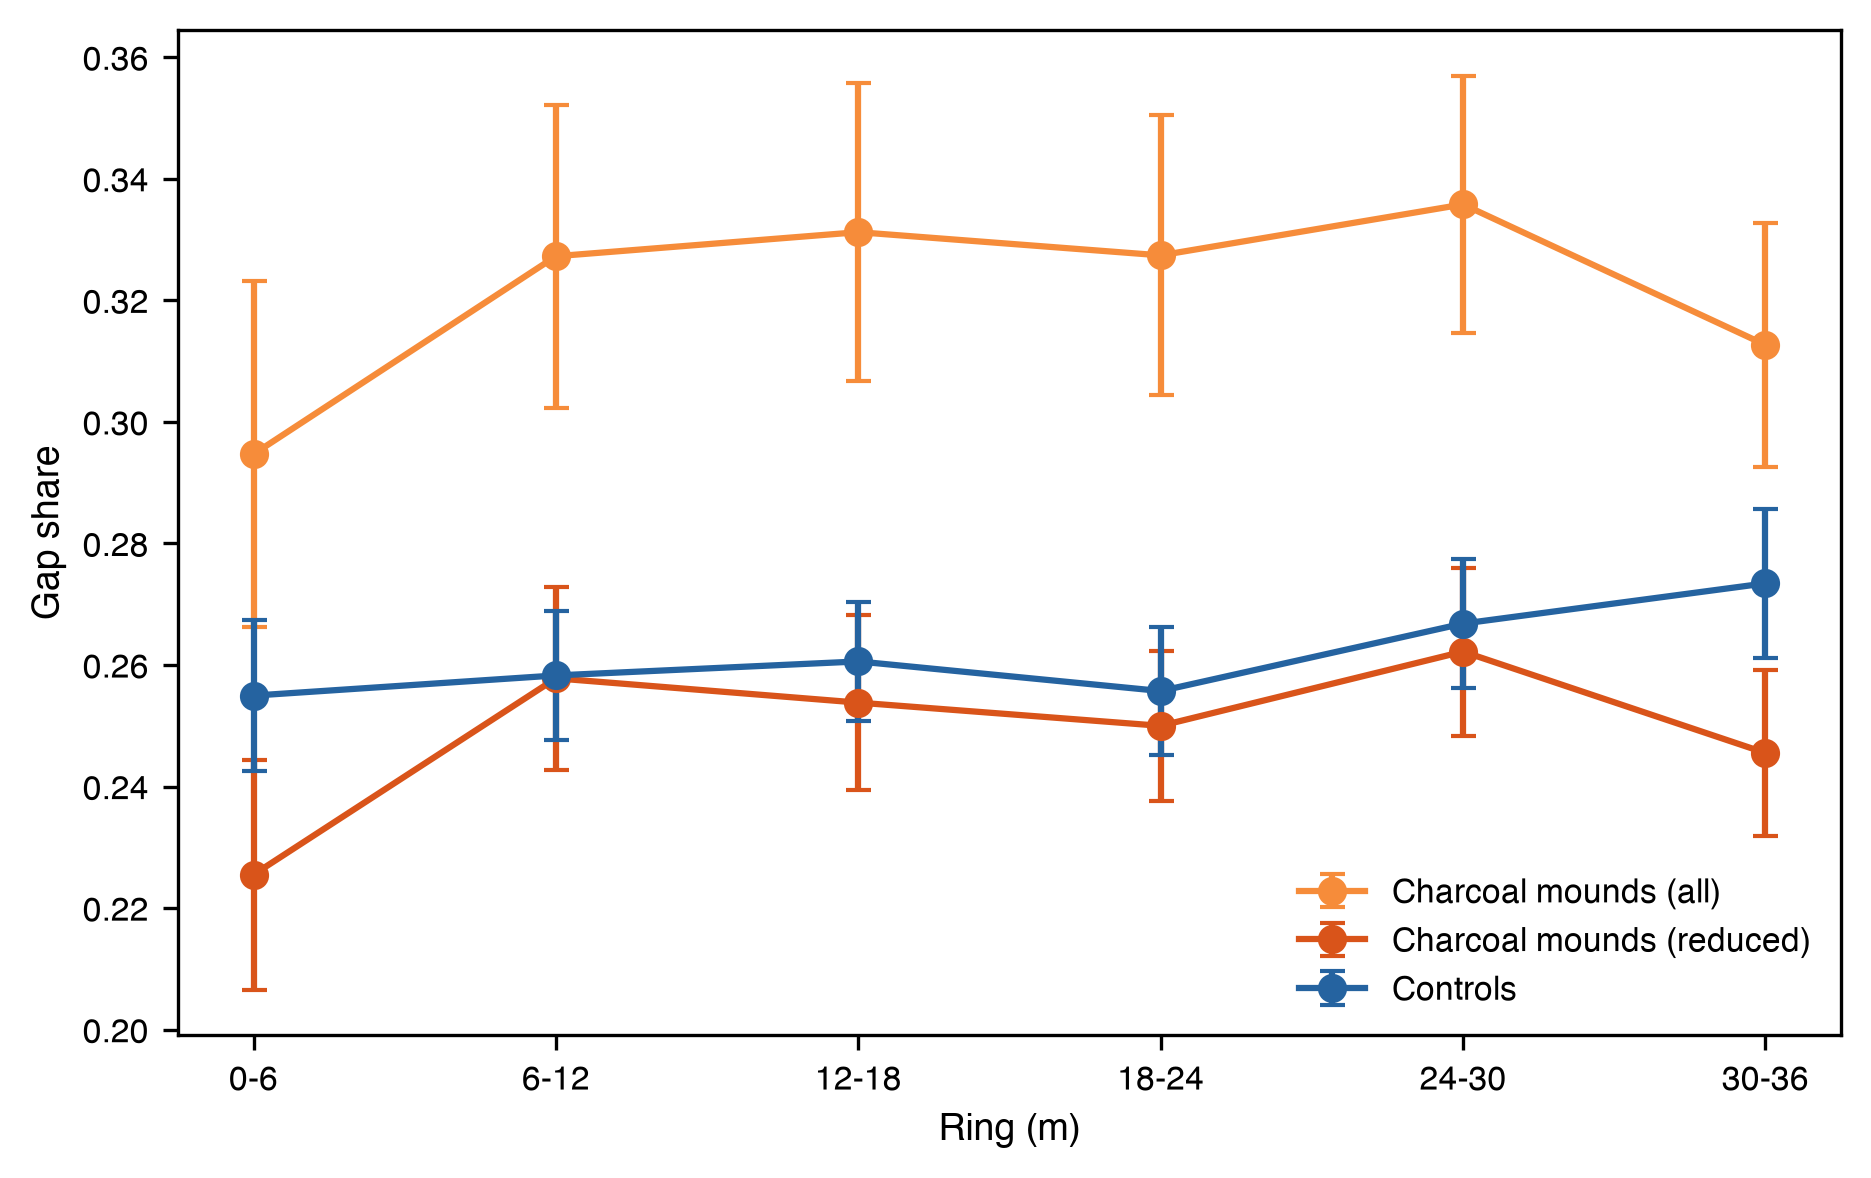 0.36
0.34
0.32
0.30
0.28
0.26
0.24
0.22
0.20
Gap share
0-6 6-12 12-18 18-24 24-30 30-36
Ring (m)
Charcoal mounds (all)
Charcoal mounds (reduced)
Controls